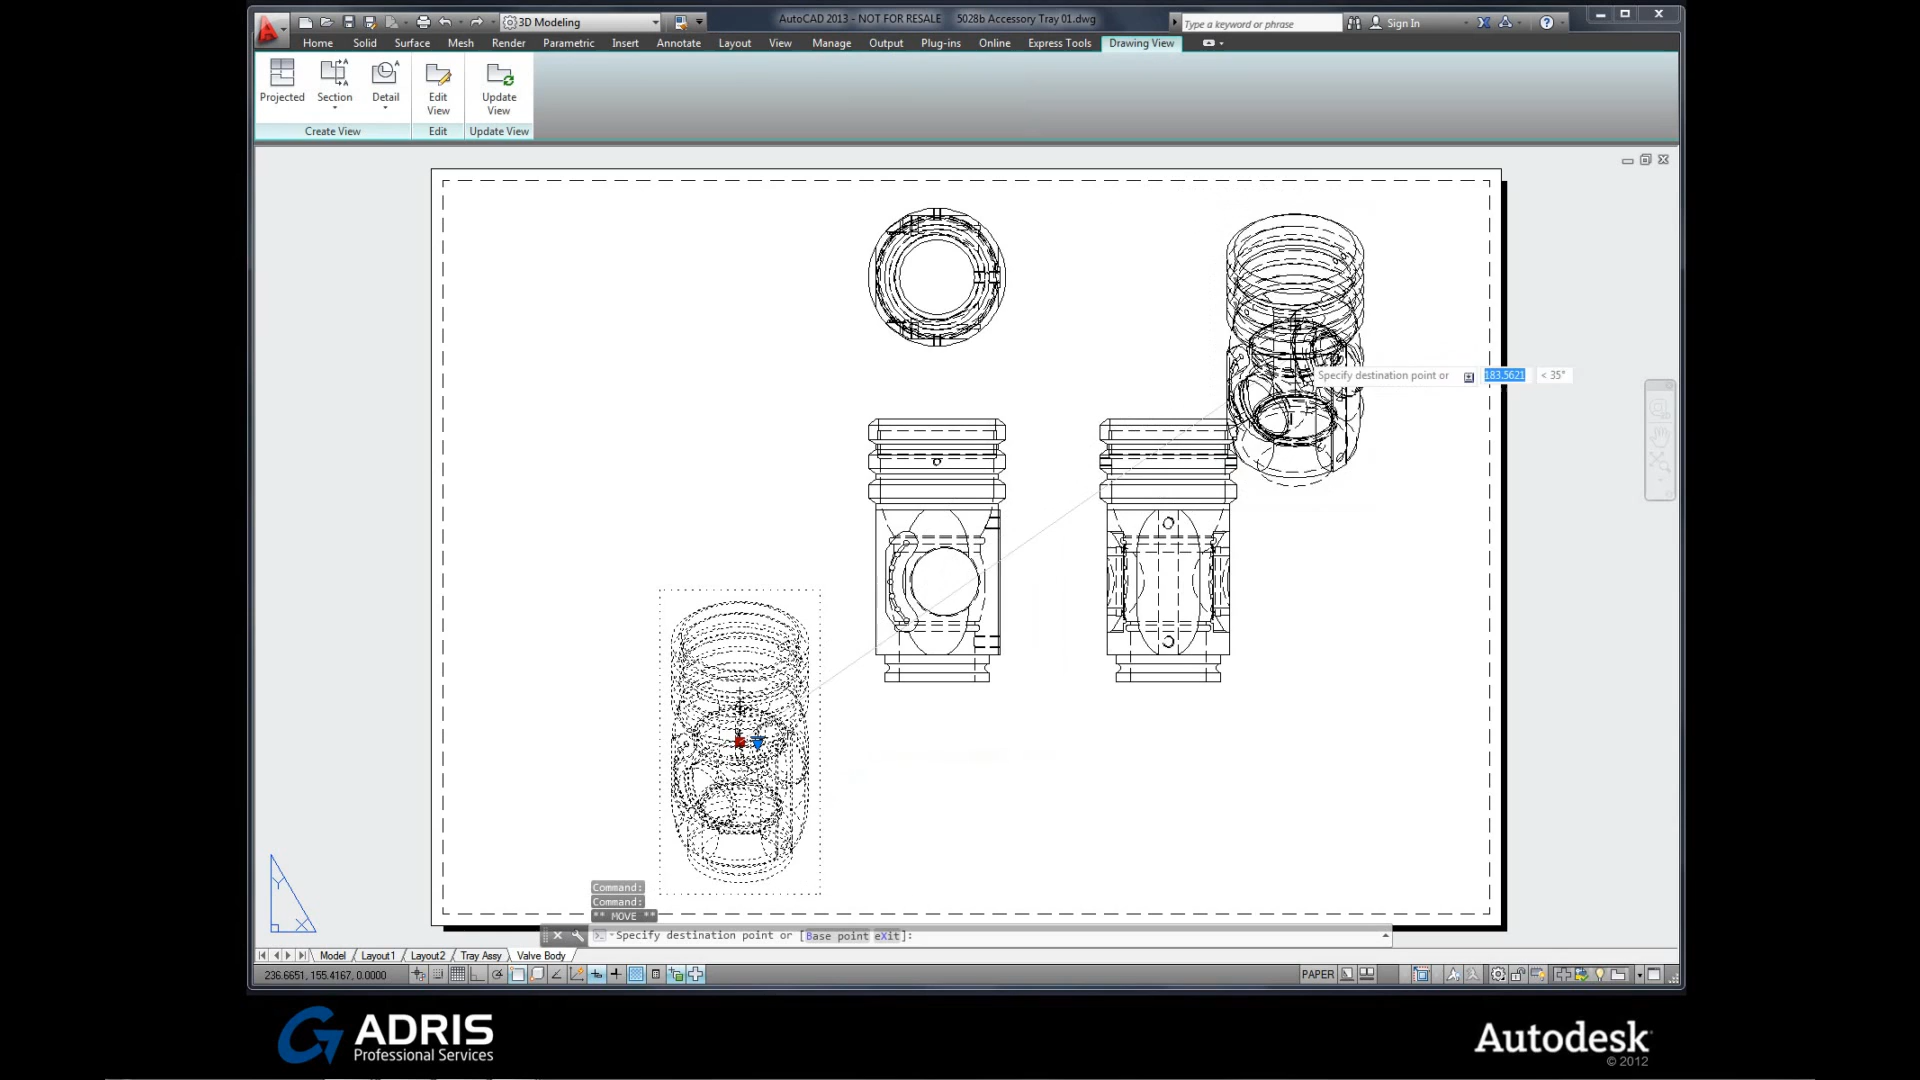 3D Modeling
AutoCAD 2013 - NOT FOR RESALE 5028b Accessory Tray 01.dwg
Type a keyword or phrase
Sign In
Home Solid Surface Mesh Render Parametric Insert Annotate Layout View Manage Output Plug-ins Online Express Tools Drawing View
Projected Section Detail Edit View Update View
Create View Edit Update View
Specify destination point or 183.5621 < 35°
Command:
Command:
** MOVE **
Specify destination point or [Base point eXit]:
Y
X
Model Layout1 Layout2 Tray Assy Valve Body
236.6651, 155.4167, 0.0000
PAPER
ADRIS
Professional Services
Autodesk
© 2012